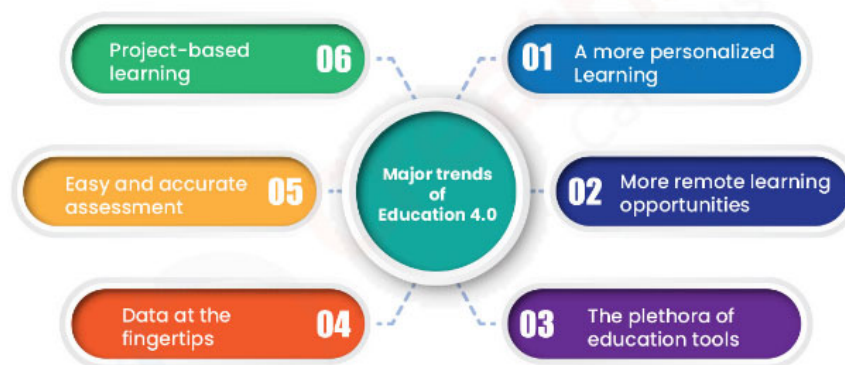 Major trends
of
Education 4.0
01
A more personalized
Learning
02
More remote learning
opportunities
03
The plethora of
education tools
04
Data at the
fingertips
05
Easy and accurate
assessment
06
Project-based
learning